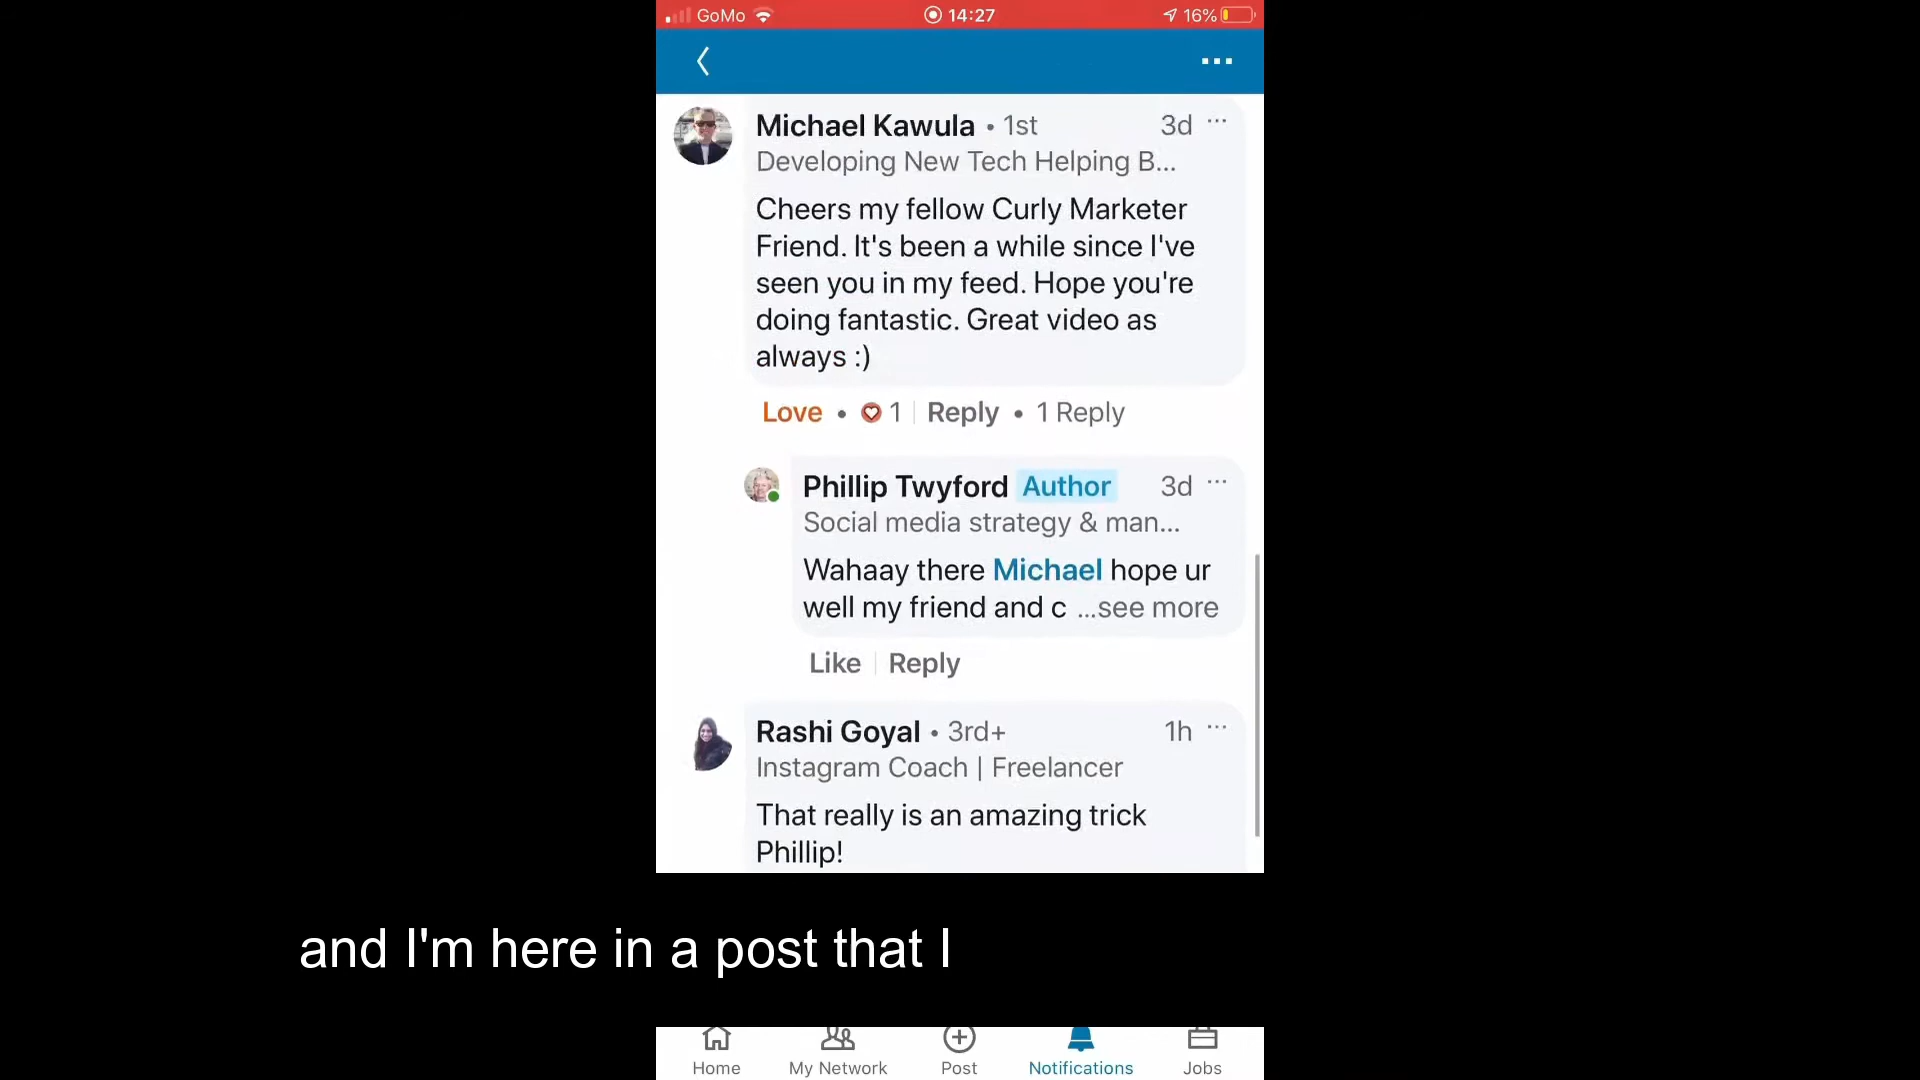 GoMo 14:27 16%
Michael Kawula • 1st 3d ...
Developing New Tech Helping B...
Cheers my fellow Curly Marketer
Friend. It's been a while since I've
seen you in my feed. Hope you're
doing fantastic. Great video as
always :)
Love • 1 Reply • 1 Reply
Phillip Twyford Author 3d ...
Social media strategy & man...
Wahaay there Michael hope ur
well my friend and c ...see more
Like Reply
Rashi Goyal • 3rd+ 1h ...
Instagram Coach | Freelancer
That really is an amazing trick
Phillip!
and I'm here in a post that I
Home My Network Post Notifications Jobs